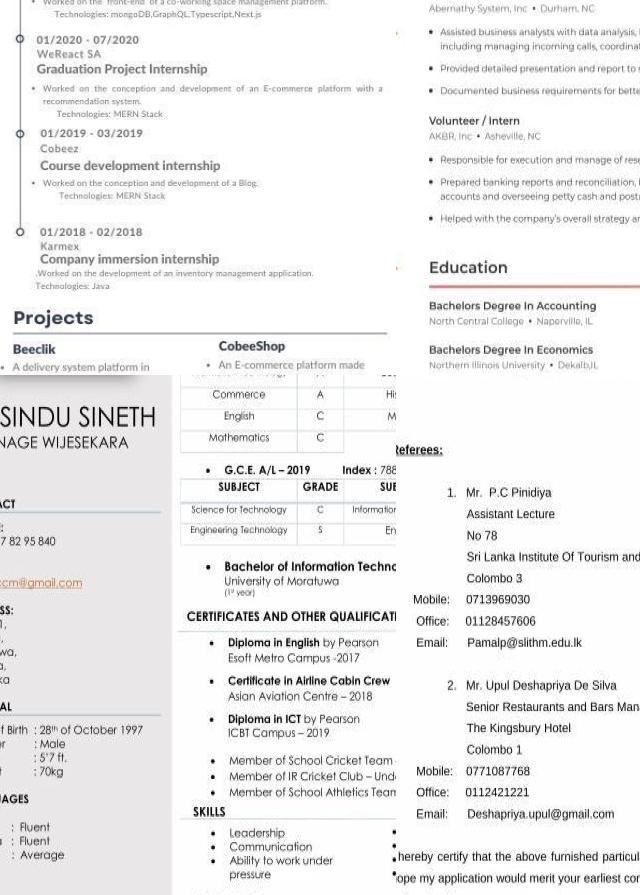 Worked on the front-end of a co-working space management platform.
Technologies: mongoDB,GraphQL,Typescript,Next.js
01/2020 - 07/2020
WeReact SA
Graduation Project Internship
• Worked on the conception and development of an E-commerce platform with a
recommendation system.
Technologies: MERN Stack
01/2019 - 03/2019
Cobeez
Course development internship
• Worked on the conception and development of a Blog.
Technologies: MERN Stack
01/2018 - 02/2018
Karmex
Company immersion internship
.Worked on the development of an inventory management application.
Technologies: Java
Projects
Beeclik
• A delivery system platform in
CobeeShop
• An E-commerce platform made
Abernathy System, Inc • Durham, NC
• Assisted business analysts with data analysis,
including managing incoming calls, coordina
• Provided detailed presentation and report to
• Documented business requirements for bette
Volunteer / Intern
AKBR, Inc • Asheville, NC
• Responsible for execution and manage of rese
• Prepared banking reports and reconciliation,
accounts and overseeing petty cash and post
• Helped with the company's overall strategy a
Education
Bachelors Degree In Accounting
North Central College • Naperville, IL
Bachelors Degree In Economics
Northern Illinois University • DeKalb,IL
SINDU SINETH
NAGE WIJESEKARA
ACT
:
7 82 95 840
ccm@gmail.com
SS:
1,
,
wa,
a,
ka
AL
f Birth : 28th of October 1997
er : Male
: 5'7 ft.
t : 70kg
UAGES
: Fluent
a : Fluent
: Average
Commerce A His
English C M
Mathematics C
• G.C.E. A/L – 2019 Index : 788
SUBJECT GRADE SUB
Science for Technology C Information
Engineering Technology S En
• Bachelor of Information Techno
University of Moratuwa
(1st year)
CERTIFICATES AND OTHER QUALIFICATI
• Diploma in English by Pearson
Esoft Metro Campus -2017
• Certificate in Airline Cabin Crew
Asian Aviation Centre – 2018
• Diploma in ICT by Pearson
ICBT Campus – 2019
• Member of School Cricket Team
• Member of IR Cricket Club – Und
• Member of School Athletics Team
SKILLS
• Leadership
• Communication
• Ability to work under
pressure
Referees:
1. Mr. P.C Pinidiya
Assistant Lecture
No 78
Sri Lanka Institute Of Tourism and
Colombo 3
Mobile: 0713969030
Office: 01128457606
Email: Pamalp@slithm.edu.lk
2. Mr. Upul Deshapriya De Silva
Senior Restaurants and Bars Man
The Kingsbury Hotel
Colombo 1
Mobile: 0771087768
Office: 0112421221
Email: Deshapriya.upul@gmail.com
hereby certify that the above furnished particul
ope my application would merit your earliest con